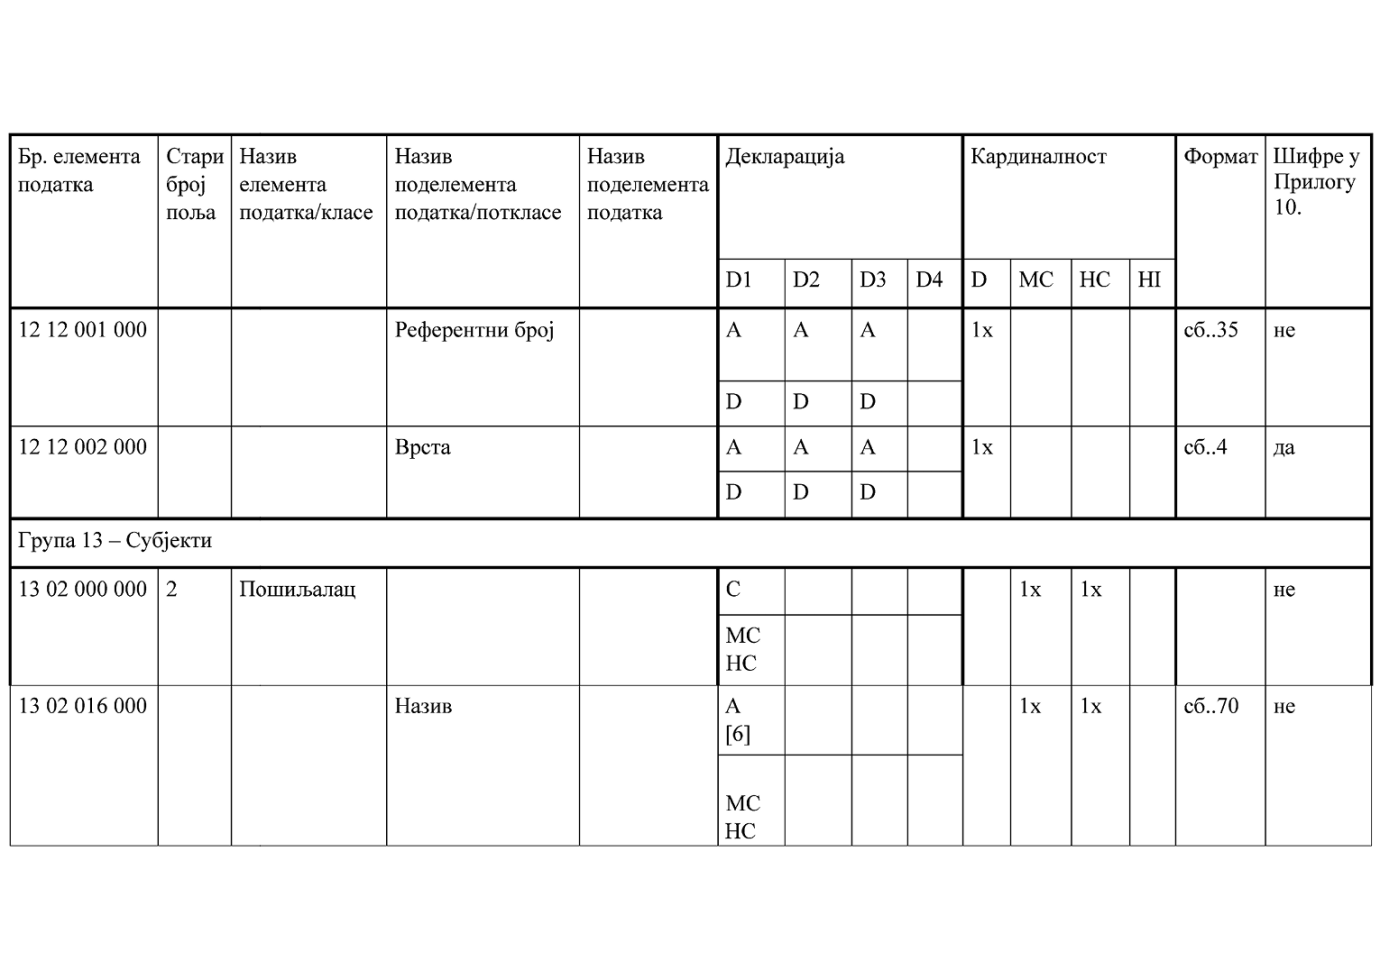 Бр. елемента податка | Стари број поља | Назив елемента податка/класе | Назив поделемента податка/поткласе | Назив поделемента податка | Декларација | Кардиналност | Формат | Шифре у Прилогу 10.
D1 | D2 | D3 | D4 | D | MC | HC | HI
12 12 001 000 | Референтни број | A | A | A | 1x | сб..35 | не
D | D | D
12 12 002 000 | Врста | A | A | A | 1x | сб..4 | да
D | D | D
Група 13 – Субјекти
13 02 000 000 | 2 | Пошиљалац | C | 1x | 1x | не
MC
HC
13 02 016 000 | Назив | A | 1x | 1x | сб..70 | не
[6]
MC
HC